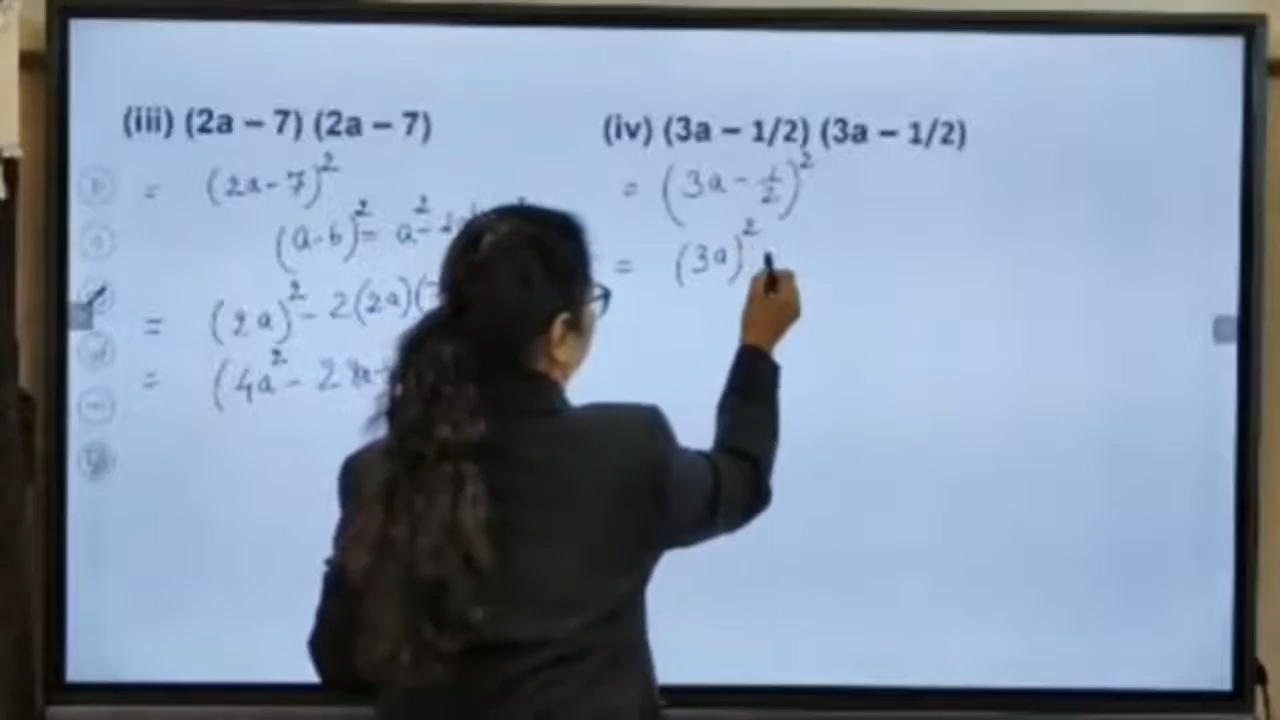 (iii) (2a – 7) (2a – 7)
= (2a-7)²
(a-b)² = a² - 2
= (2a)² - 2(2a)(
= (4a² - 28a
(iv) (3a – 1/2) (3a – 1/2)
= (3a - 1/2)²
= (3a)²